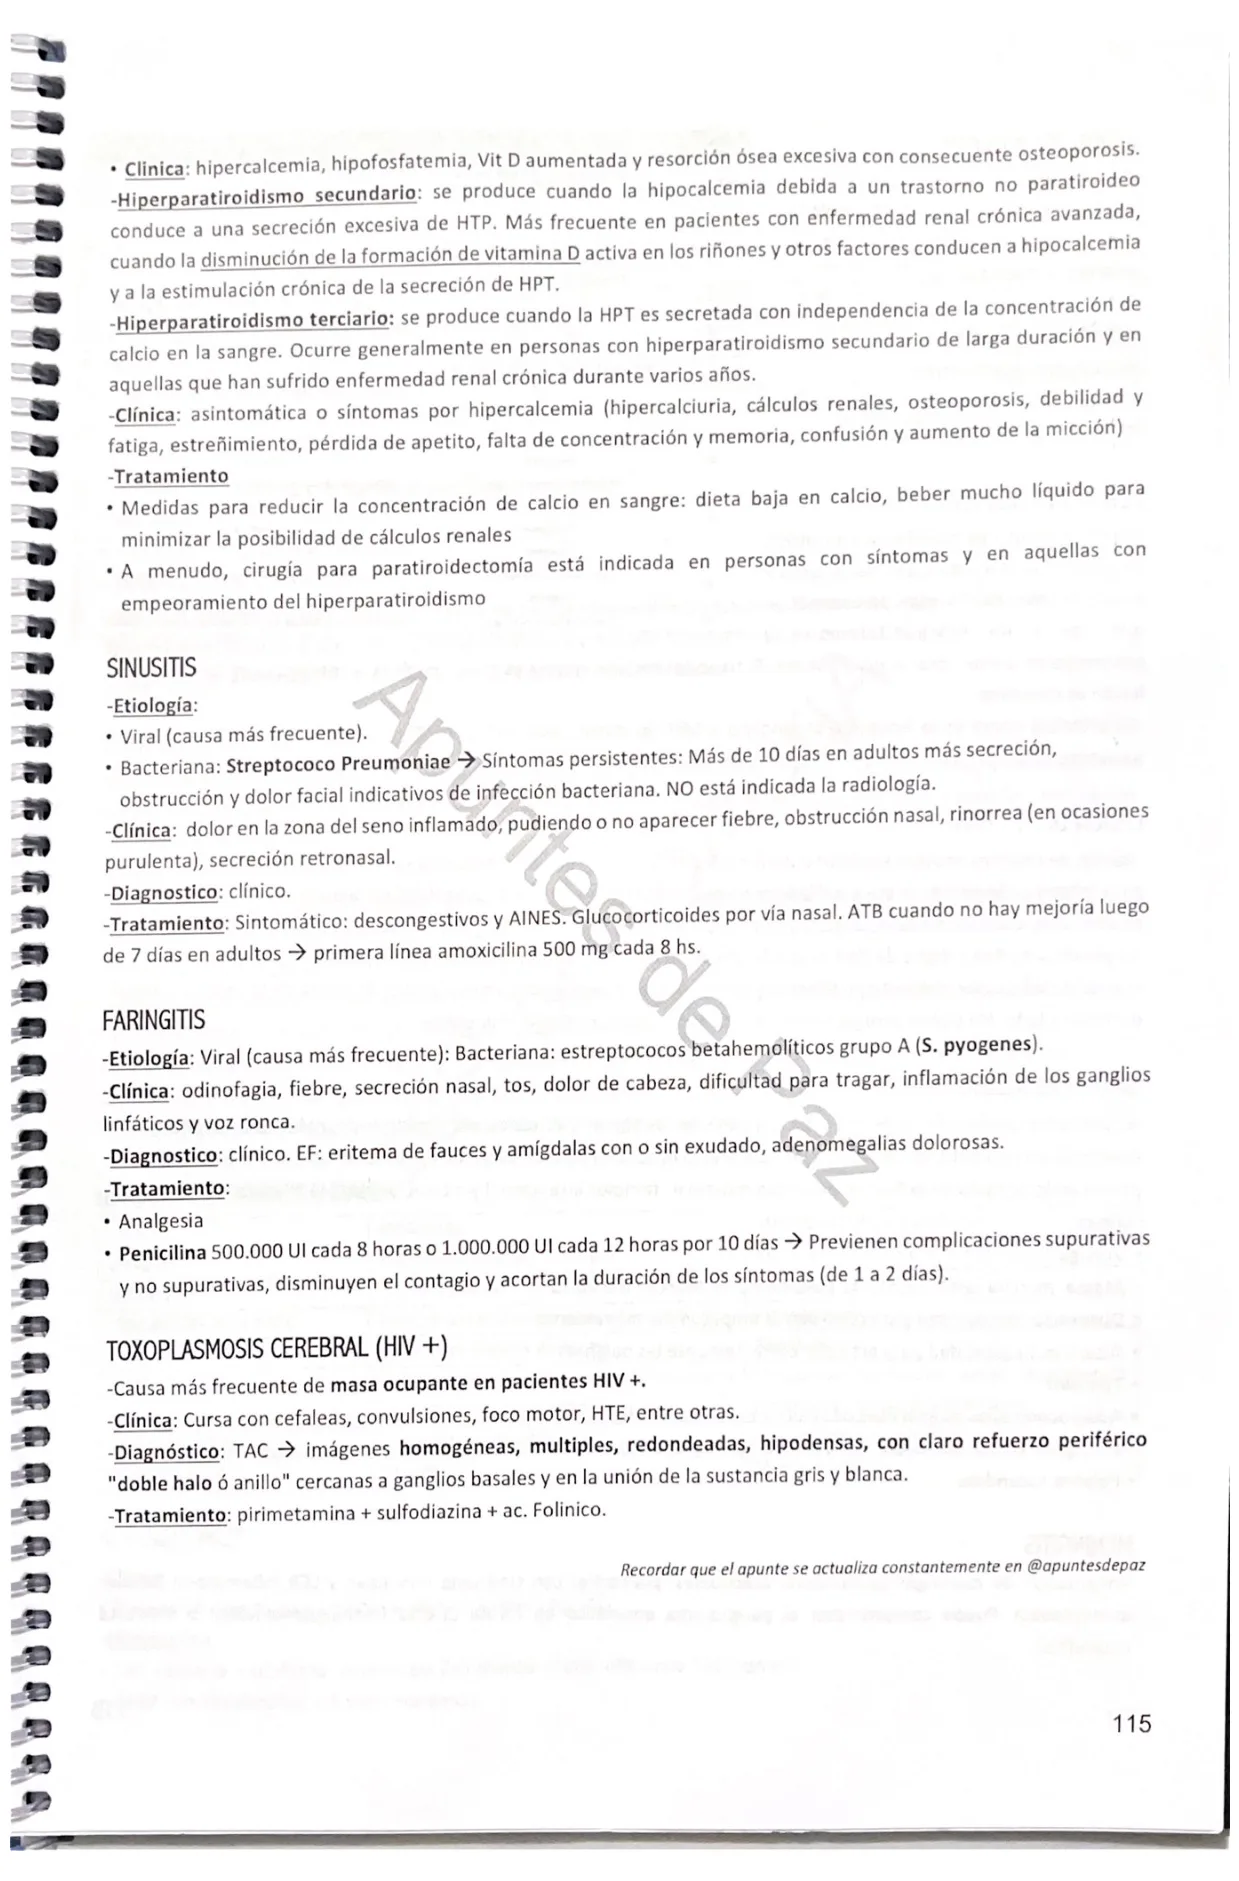 • Clinica: hipercalcemia, hipofosfatemia, Vit D aumentada y resorción ósea excesiva con consecuente osteoporosis.
-Hiperparatiroidismo secundario: se produce cuando la hipocalcemia debida a un trastorno no paratiroideo
conduce a una secreción excesiva de HTP. Más frecuente en pacientes con enfermedad renal crónica avanzada,
cuando la disminución de la formación de vitamina D activa en los riñones y otros factores conducen a hipocalcemia
y a la estimulación crónica de la secreción de HPT.
-Hiperparatiroidismo terciario: se produce cuando la HPT es secretada con independencia de la concentración de
calcio en la sangre. Ocurre generalmente en personas con hiperparatiroidismo secundario de larga duración y en
aquellas que han sufrido enfermedad renal crónica durante varios años.
-Clínica: asintomática o síntomas por hipercalcemia (hipercalciuria, cálculos renales, osteoporosis, debilidad y
fatiga, estreñimiento, pérdida de apetito, falta de concentración y memoria, confusión y aumento de la micción)
-Tratamiento
• Medidas para reducir la concentración de calcio en sangre: dieta baja en calcio, beber mucho líquido para
minimizar la posibilidad de cálculos renales
• A menudo, cirugía para paratiroidectomía está indicada en personas con síntomas y en aquellas con
empeoramiento del hiperparatiroidismo
SINUSITIS
-Etiología:
• Viral (causa más frecuente).
• Bacteriana: Streptococo Preumoniae → Síntomas persistentes: Más de 10 días en adultos más secreción,
obstrucción y dolor facial indicativos de infección bacteriana. NO está indicada la radiología.
-Clínica: dolor en la zona del seno inflamado, pudiendo o no aparecer fiebre, obstrucción nasal, rinorrea (en ocasiones
purulenta), secreción retronasal.
-Diagnostico: clínico.
-Tratamiento: Sintomático: descongestivos y AINES. Glucocorticoides por vía nasal. ATB cuando no hay mejoría luego
de 7 días en adultos → primera línea amoxicilina 500 mg cada 8 hs.
FARINGITIS
-Etiología: Viral (causa más frecuente): Bacteriana: estreptococos betahemolíticos grupo A (S. pyogenes).
-Clínica: odinofagia, fiebre, secreción nasal, tos, dolor de cabeza, dificultad para tragar, inflamación de los ganglios
linfáticos y voz ronca.
-Diagnostico: clínico. EF: eritema de fauces y amígdalas con o sin exudado, adenomegalias dolorosas.
-Tratamiento:
• Analgesia
• Penicilina 500.000 UI cada 8 horas o 1.000.000 UI cada 12 horas por 10 días → Previenen complicaciones supurativas
y no supurativas, disminuyen el contagio y acortan la duración de los síntomas (de 1 a 2 días).
TOXOPLASMOSIS CEREBRAL (HIV +)
-Causa más frecuente de masa ocupante en pacientes HIV +.
-Clínica: Cursa con cefaleas, convulsiones, foco motor, HTE, entre otras.
-Diagnóstico: TAC → imágenes homogéneas, multiples, redondeadas, hipodensas, con claro refuerzo periférico
"doble halo ó anillo" cercanas a ganglios basales y en la unión de la sustancia gris y blanca.
-Tratamiento: pirimetamina + sulfodiazina + ac. Folinico.
Recordar que el apunte se actualiza constantemente en @apuntesdepaz
115
Apuntes de Paz